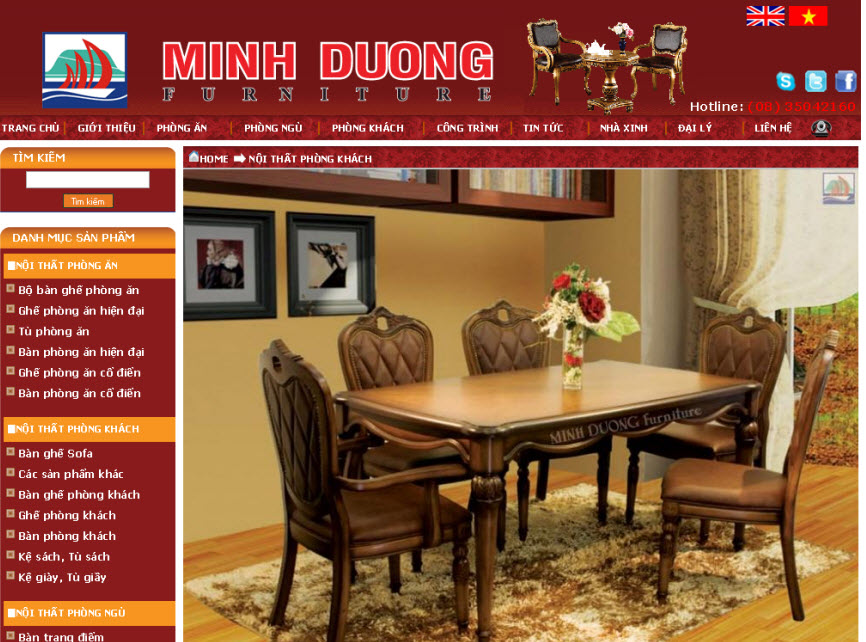 MINH DUONG
FURNITURE
Hotline: (08) 35042160
TRANG CHỦ
GIỚI THIỆU
PHÒNG ĂN
PHÒNG NGỦ
PHÒNG KHÁCH
CÔNG TRÌNH
TIN TỨC
NHÀ XINH
ĐẠI LÝ
LIÊN HỆ
TÌM KIẾM
Tìm kiếm
DANH MỤC SẢN PHẨM
NỘI THẤT PHÒNG ĂN
Bộ bàn ghế phòng ăn
Ghế phòng ăn hiện đại
Tủ phòng ăn
Bàn phòng ăn hiện đại
Ghế phòng ăn cổ điển
Bàn phòng ăn cổ điển
NỘI THẤT PHÒNG KHÁCH
Bàn ghế Sofa
Các sản phẩm khác
Bàn ghế phòng khách
Ghế phòng khách
Bàn phòng khách
Kệ sách, Tủ sách
Kệ giày, Tủ giầy
NỘI THẤT PHÒNG NGỦ
Bàn trang điểm
HOME
NỘI THẤT PHÒNG KHÁCH
MINH DUONG Furniture